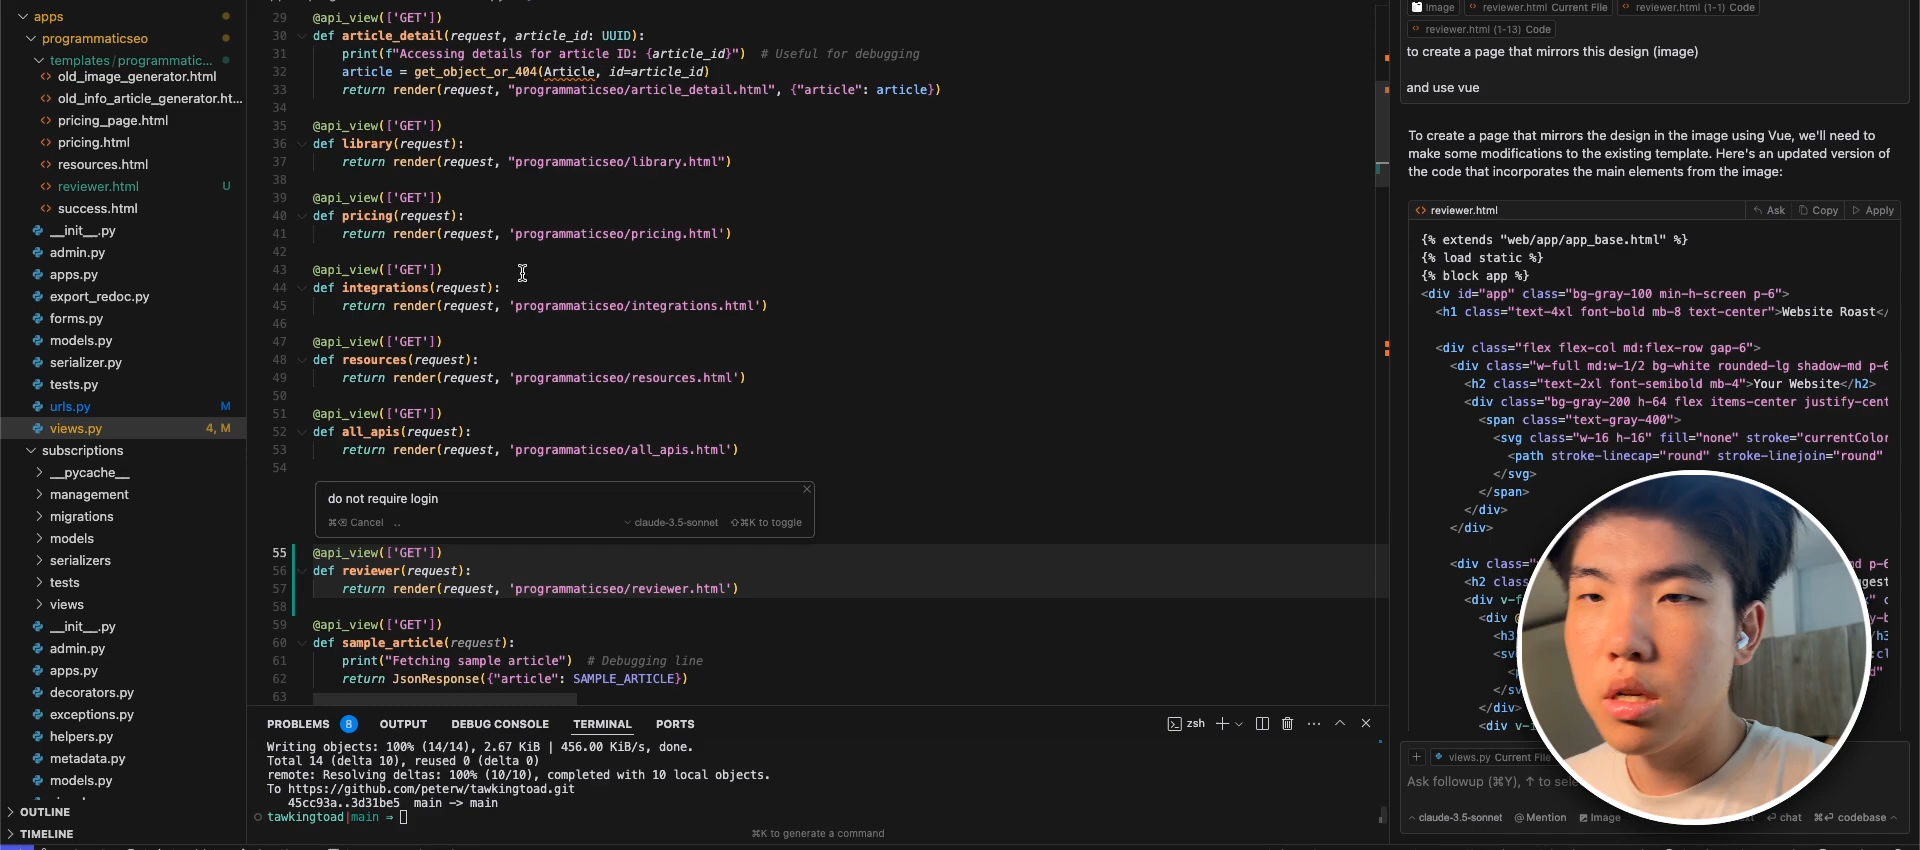 apps
programmaticseo
templates/programmatic...
old_image_generator.html
old_info_article_generator.ht...
pricing_page.html
pricing.html
resources.html
reviewer.html U
success.html
__init__.py
admin.py
apps.py
export_redoc.py
forms.py
models.py
serializer.py
tests.py
urls.py M
views.py 4, M
subscriptions
__pycache__
management
migrations
models
serializers
tests
views
__init__.py
admin.py
apps.py
decorators.py
exceptions.py
helpers.py
metadata.py
models.py
OUTLINE
TIMELINE
29 @api_view(['GET'])
30 def article_detail(request, article_id: UUID):
31 print(f"Accessing details for article ID: {article_id}") # Useful for debugging
32 article = get_object_or_404(Article, id=article_id)
33 return render(request, "programmaticseo/article_detail.html", {"article": article})
34
35 @api_view(['GET'])
36 def library(request):
37 return render(request, "programmaticseo/library.html")
38
39 @api_view(['GET'])
40 def pricing(request):
41 return render(request, 'programmaticseo/pricing.html')
42
43 @api_view(['GET'])
44 def integrations(request):
45 return render(request, 'programmaticseo/integrations.html')
46
47 @api_view(['GET'])
48 def resources(request):
49 return render(request, 'programmaticseo/resources.html')
50
51 @api_view(['GET'])
52 def all_apis(request):
53 return render(request, 'programmaticseo/all_apis.html')
54
do not require login
⌘⌫ Cancel .. claude-3.5-sonnet ⇧⌘K to toggle
55 @api_view(['GET'])
56 def reviewer(request):
57 return render(request, 'programmaticseo/reviewer.html')
58
59 @api_view(['GET'])
60 def sample_article(request):
61 print("Fetching sample article") # Debugging line
62 return JsonResponse({"article": SAMPLE_ARTICLE})
63
PROBLEMS 8 OUTPUT DEBUG CONSOLE TERMINAL PORTS zsh
Writing objects: 100% (14/14), 2.67 KiB | 456.00 KiB/s, done.
Total 14 (delta 10), reused 0 (delta 0)
remote: Resolving deltas: 100% (10/10), completed with 10 local objects.
To https://github.com/peterw/tawkingtoad.git
45cc93a..3d31be5 main -> main
tawkingtoad|main ⇒
⌘K to generate a command
Image reviewer.html Current File reviewer.html (1-1) Code
reviewer.html (1-13) Code
to create a page that mirrors this design (image)
and use vue
To create a page that mirrors the design in the image using Vue, we'll need to
make some modifications to the existing template. Here's an updated version of
the code that incorporates the main elements from the image:
reviewer.html Ask Copy Apply
{% extends "web/app/app_base.html" %}
{% load static %}
{% block app %}
<div id="app" class="bg-gray-100 min-h-screen p-6">
<h1 class="text-4xl font-bold mb-8 text-center">Website Roast</
<div class="flex flex-col md:flex-row gap-6">
<div class="w-full md:w-1/2 bg-white rounded-lg shadow-md p-6
<h2 class="text-2xl font-semibold mb-4">Your Website</h2>
<div class="bg-gray-200 h-64 flex items-center justify-cent
<span class="text-gray-400">
<svg class="w-16 h-16" fill="none" stroke="currentColor
<path stroke-linecap="round" stroke-linejoin="round"
</svg>
</span>
</div>
</div>
<div class="
<h2 class
<div v-f
<div @
<h3
<sv
</sv
</div>
<div v-i
views.py Current File
Ask followup (⌘Y), ↑ to sele
claude-3.5-sonnet @ Mention Image chat ⌘⏎ codebase